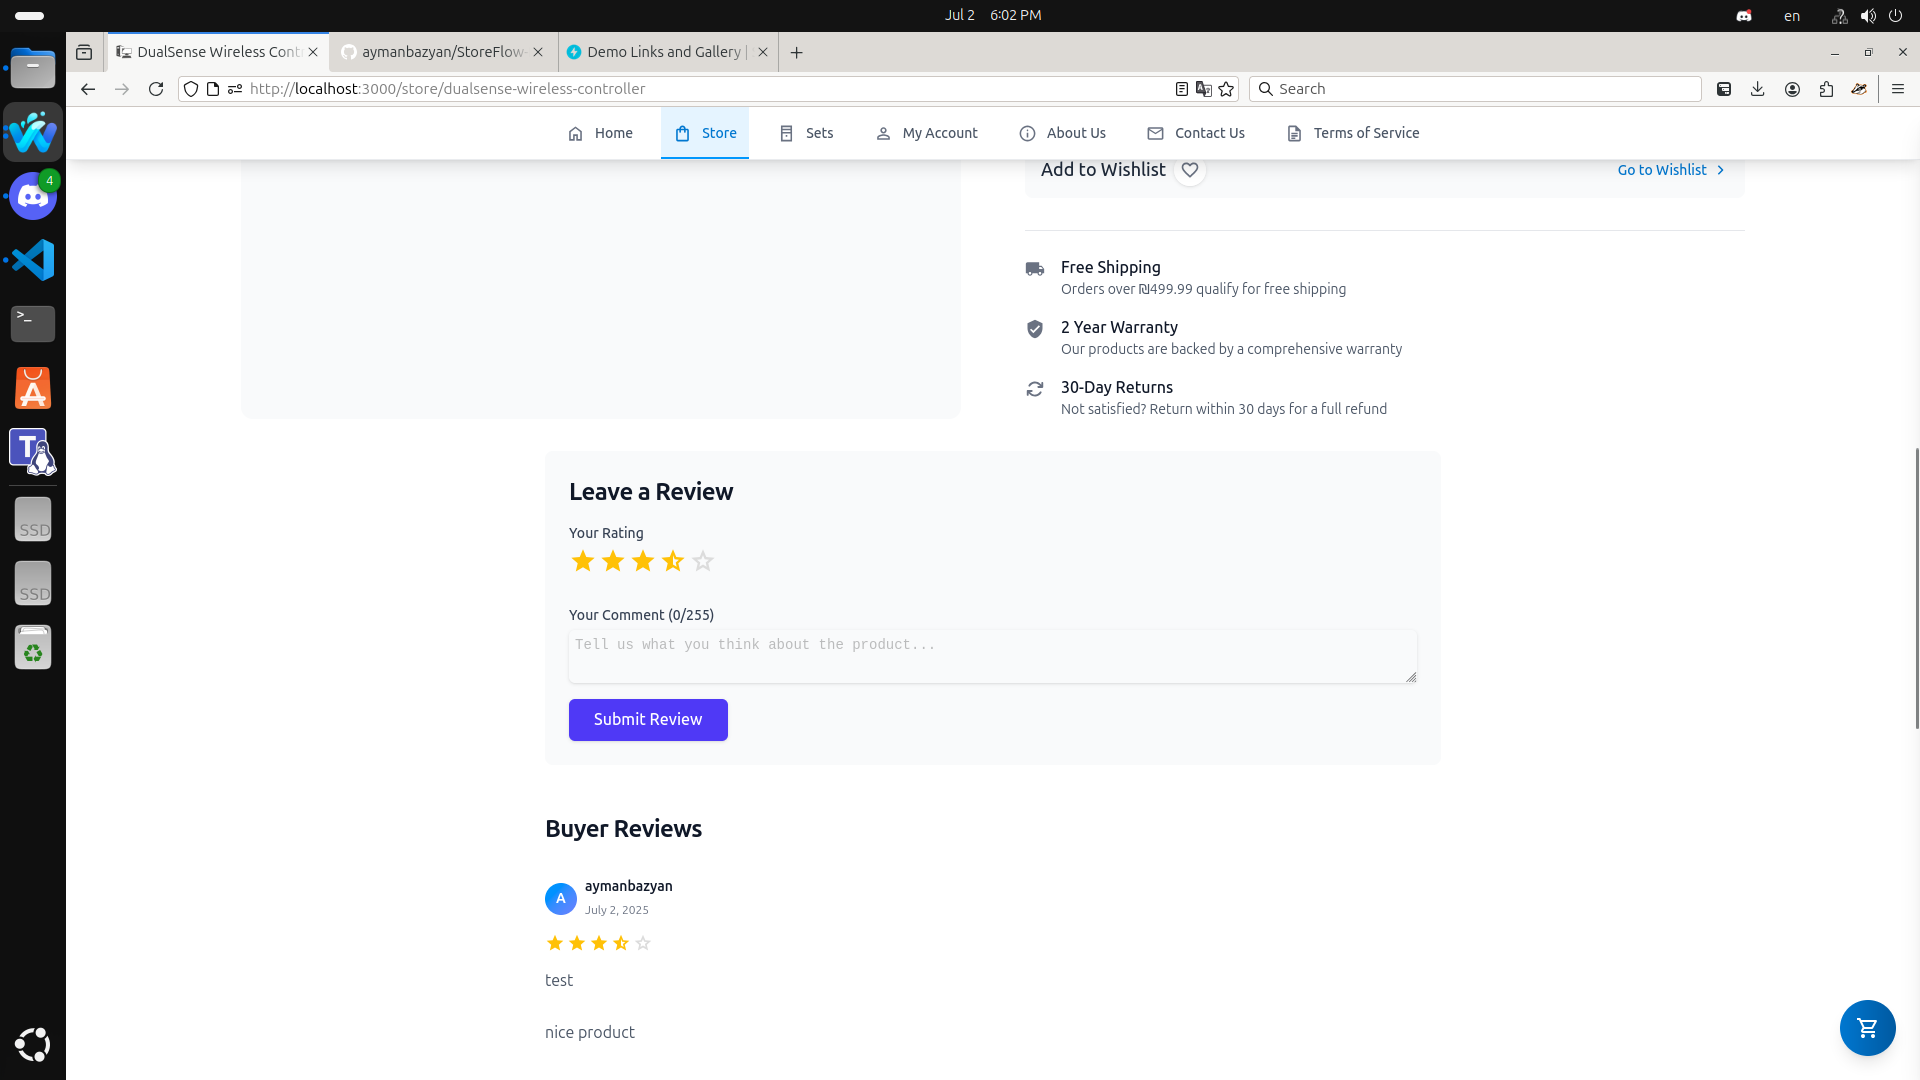 Jul 2 6:02 PM
en
DualSense Wireless Cont
aymanbazyan/StoreFlow-
Demo Links and Gallery |
http://localhost:3000/store/dualsense-wireless-controller
Search
4
Home
Store
Sets
My Account
About Us
Contact Us
Terms of Service
Add to Wishlist
Go to Wishlist
Free Shipping
Orders over ₪499.99 qualify for free shipping
2 Year Warranty
Our products are backed by a comprehensive warranty
30-Day Returns
Not satisfied? Return within 30 days for a full refund
SSD
SSD
Leave a Review
Your Rating
Your Comment (0/255)
Tell us what you think about the product...
Submit Review
Buyer Reviews
A
aymanbazyan
July 2, 2025
test
nice product